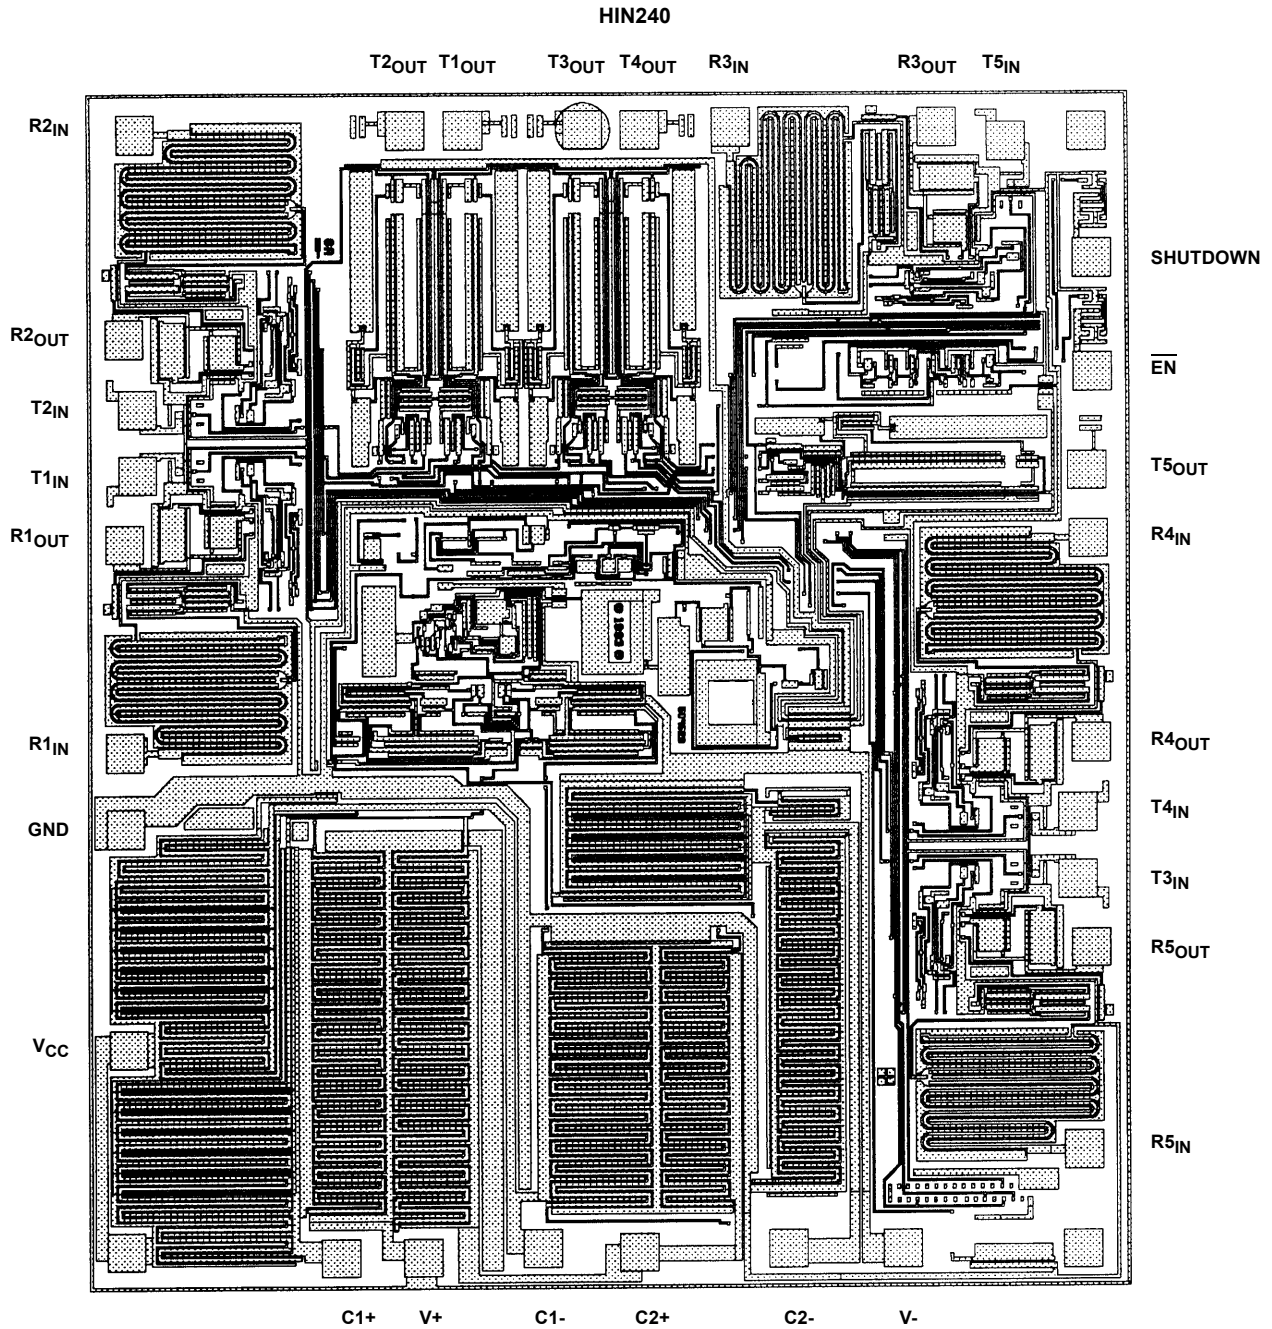 HIN240
T2OUT T1OUT T3OUT T4OUT R3IN R3OUT T5IN
R2IN
SHUTDOWN
R2OUT
EN
T2IN
T5OUT
T1IN
R1OUT
R4IN
R1IN
R4OUT
T4IN
GND
T3IN
R5OUT
VCC
R5IN
C1+ V+ C1- C2+ C2- V-